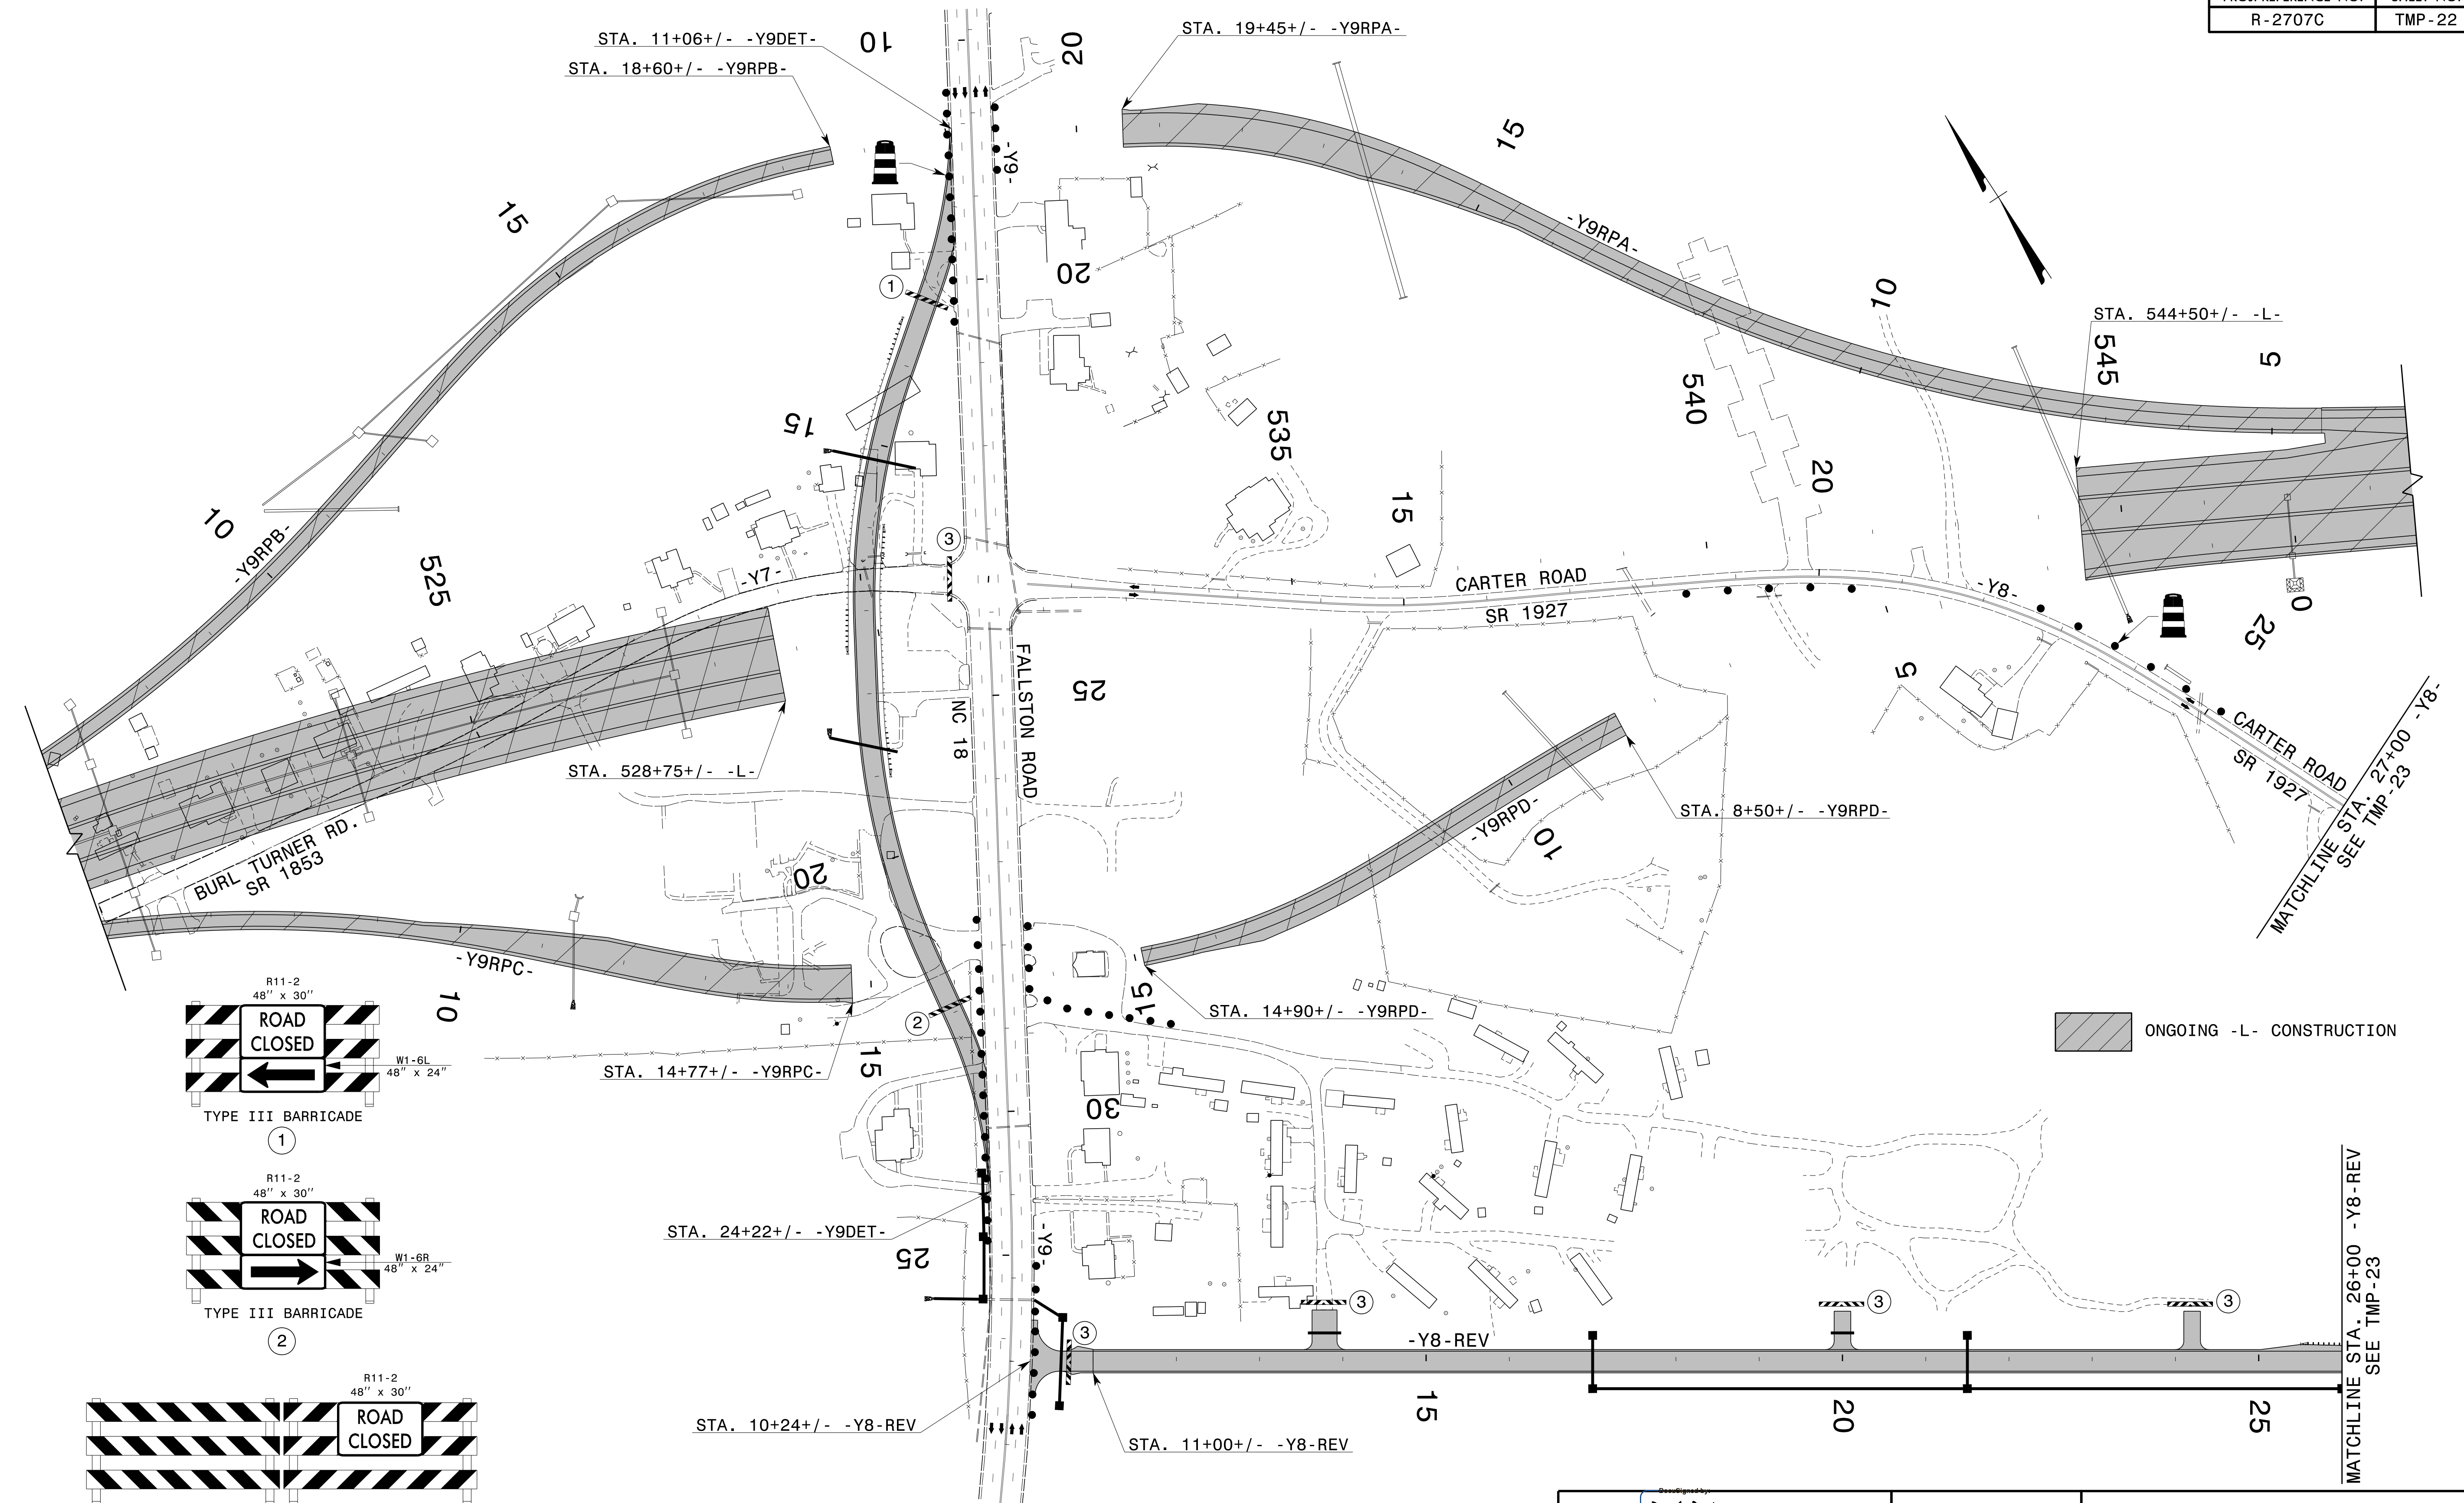 R-2707C
TMP-22
STA. 11+06+/- -Y9DET-
STA. 18+60+/- -Y9RPB-
10
20
STA. 19+45+/- -Y9RPA-
-Y9-
15
15
-Y9RPA-
20
10
STA. 544+50+/- -L-
545
5
540
1
15
535
10
-Y9RPB-
525
3
15
20
-Y7-
CARTER ROAD
SR 1927
-Y8-
0
25
5
FALLSTON ROAD
NC 18
25
CARTER ROAD
SR 1927
MATCHLINE STA. 27+00 -Y8-
SEE TMP-23
STA. 528+75+/- -L-
STA. 8+50+/- -Y9RPD-
-Y9RPD-
10
BURL TURNER RD.
SR 1853
20
-Y9RPC-
10
15
STA. 14+90+/- -Y9RPD-
2
STA. 14+77+/- -Y9RPC-
15
ONGOING -L- CONSTRUCTION
R11-2
48" x 30"
ROAD
CLOSED
W1-6L
48" x 24"
TYPE III BARRICADE
1
30
R11-2
48" x 30"
ROAD
CLOSED
W1-6R
48" x 24"
TYPE III BARRICADE
2
STA. 24+22+/- -Y9DET-
25
-Y9-
3
3
3
3
-Y8-REV
MATCHLINE STA. 26+00 -Y8-REV
SEE TMP-23
R11-2
48" x 30"
ROAD
CLOSED
STA. 10+24+/- -Y8-REV
STA. 11+00+/- -Y8-REV
15
20
25
DocuSigned by: